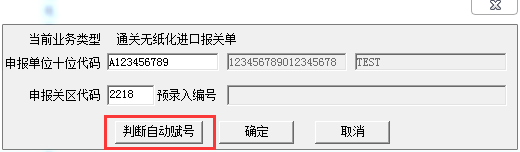 当前业务类型 通关无纸化进口报关单
申报单位十位代码 A123456789 123456789012345678 TEST
申报关区代码 2218 预录入编号
判断自动赋号 确定 取消